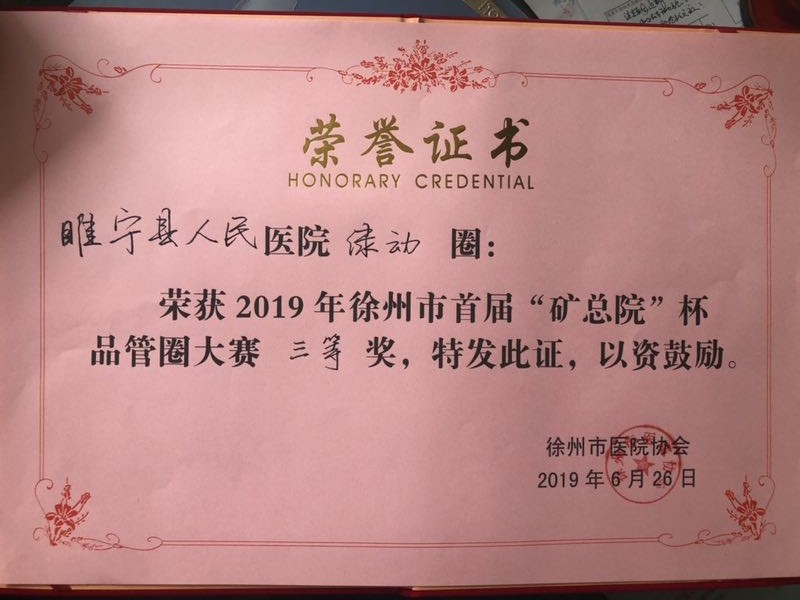 荣誉证书
HONORARY CREDENTIAL
睢宁县人民医院 绿动 圈：
荣获2019年徐州市首届“矿总院”杯
品管圈大赛 三等 奖，特发此证，以资鼓励。
徐州市医院协会
2019年6月26日